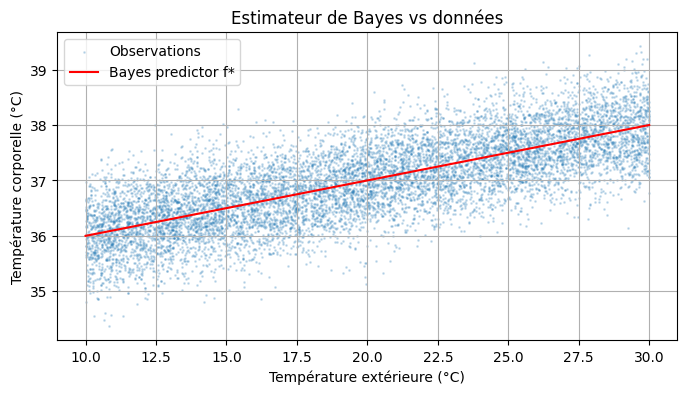 Estimateur de Bayes vs données
Observations
Bayes predictor f*
Température corporelle (°C)
39
38
37
36
35
10.0 12.5 15.0 17.5 20.0 22.5 25.0 27.5 30.0
Température extérieure (°C)